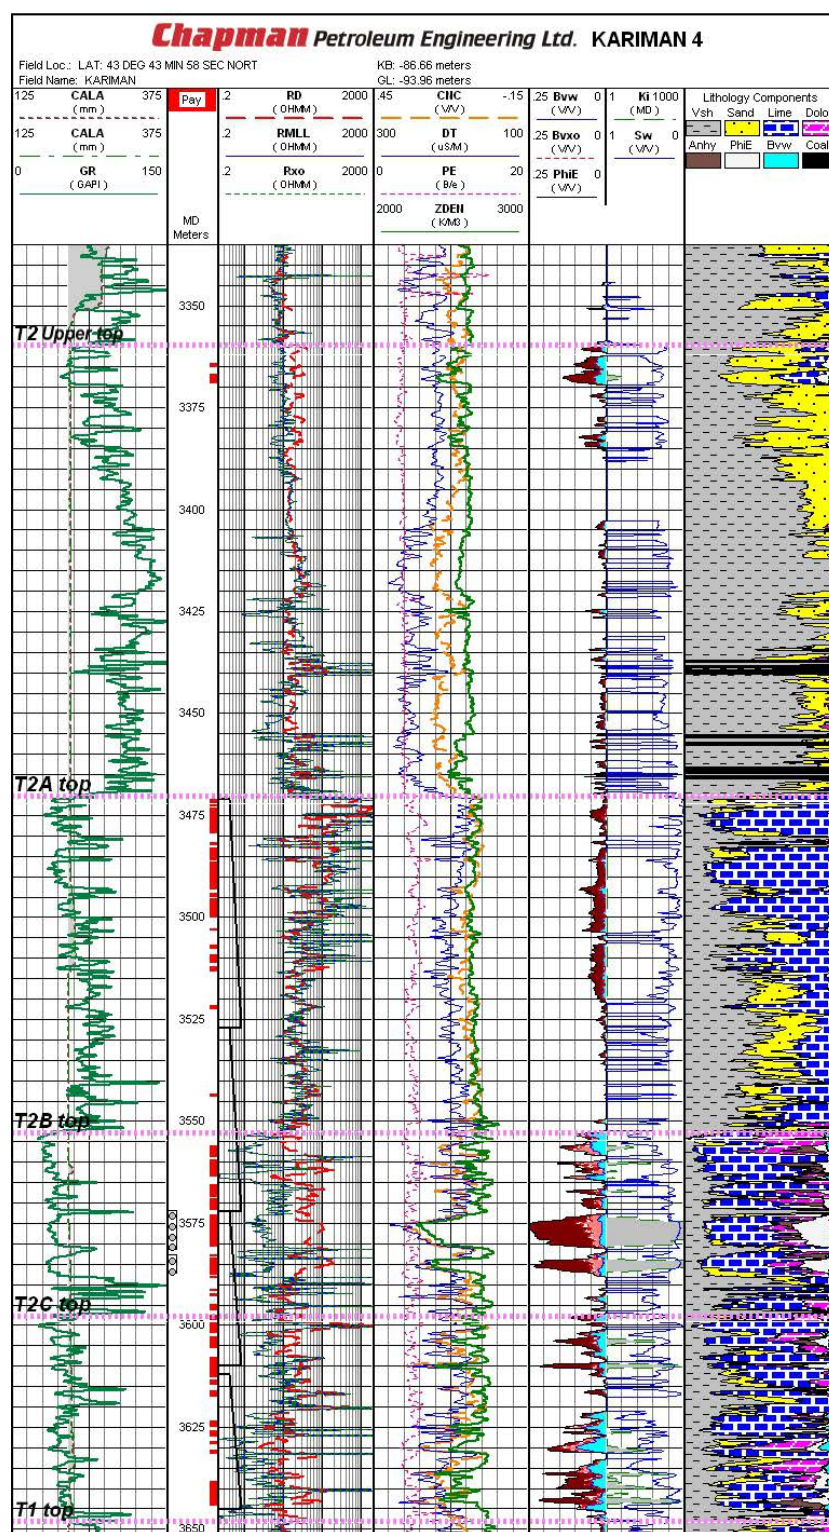 Chapman Petroleum Engineering Ltd. KARIMAN 4
Field Loc.: LAT: 43 DEG 43 MIN 58 SEC NORT KB: -86.66 meters
Field Name: KARIMAN GL: -93.96 meters
125 CALA 375
(mm)
125 CALA 375
(mm)
0 GR 150
(GAPI)
Pay
MD
Meters
.2 RD 2000
(OHMM)
.2 RMLL 2000
(OHMM)
.2 Rxo 2000
(OHMM)
.45 CNC -.15
(V/V)
300 DT 100
(uS/M)
0 PE 20
(B/e)
2000 ZDEN 3000
(K/M3)
.25 Bvw 0
(V/V)
.25 Bvxo 0
(V/V)
.25 PhiE 0
(V/V)
1 Ki 1000
(MD)
1 Sw 0
(V/V)
Lithology Components
Vsh Sand Lime Dolo
Anhy PhiE Bvw Coal
3350
T2 Upper top
3375
3400
3425
3450
T2A top
3475
3500
3525
3550
T2B top
3575
T2C top
3600
3625
T1 top
3650